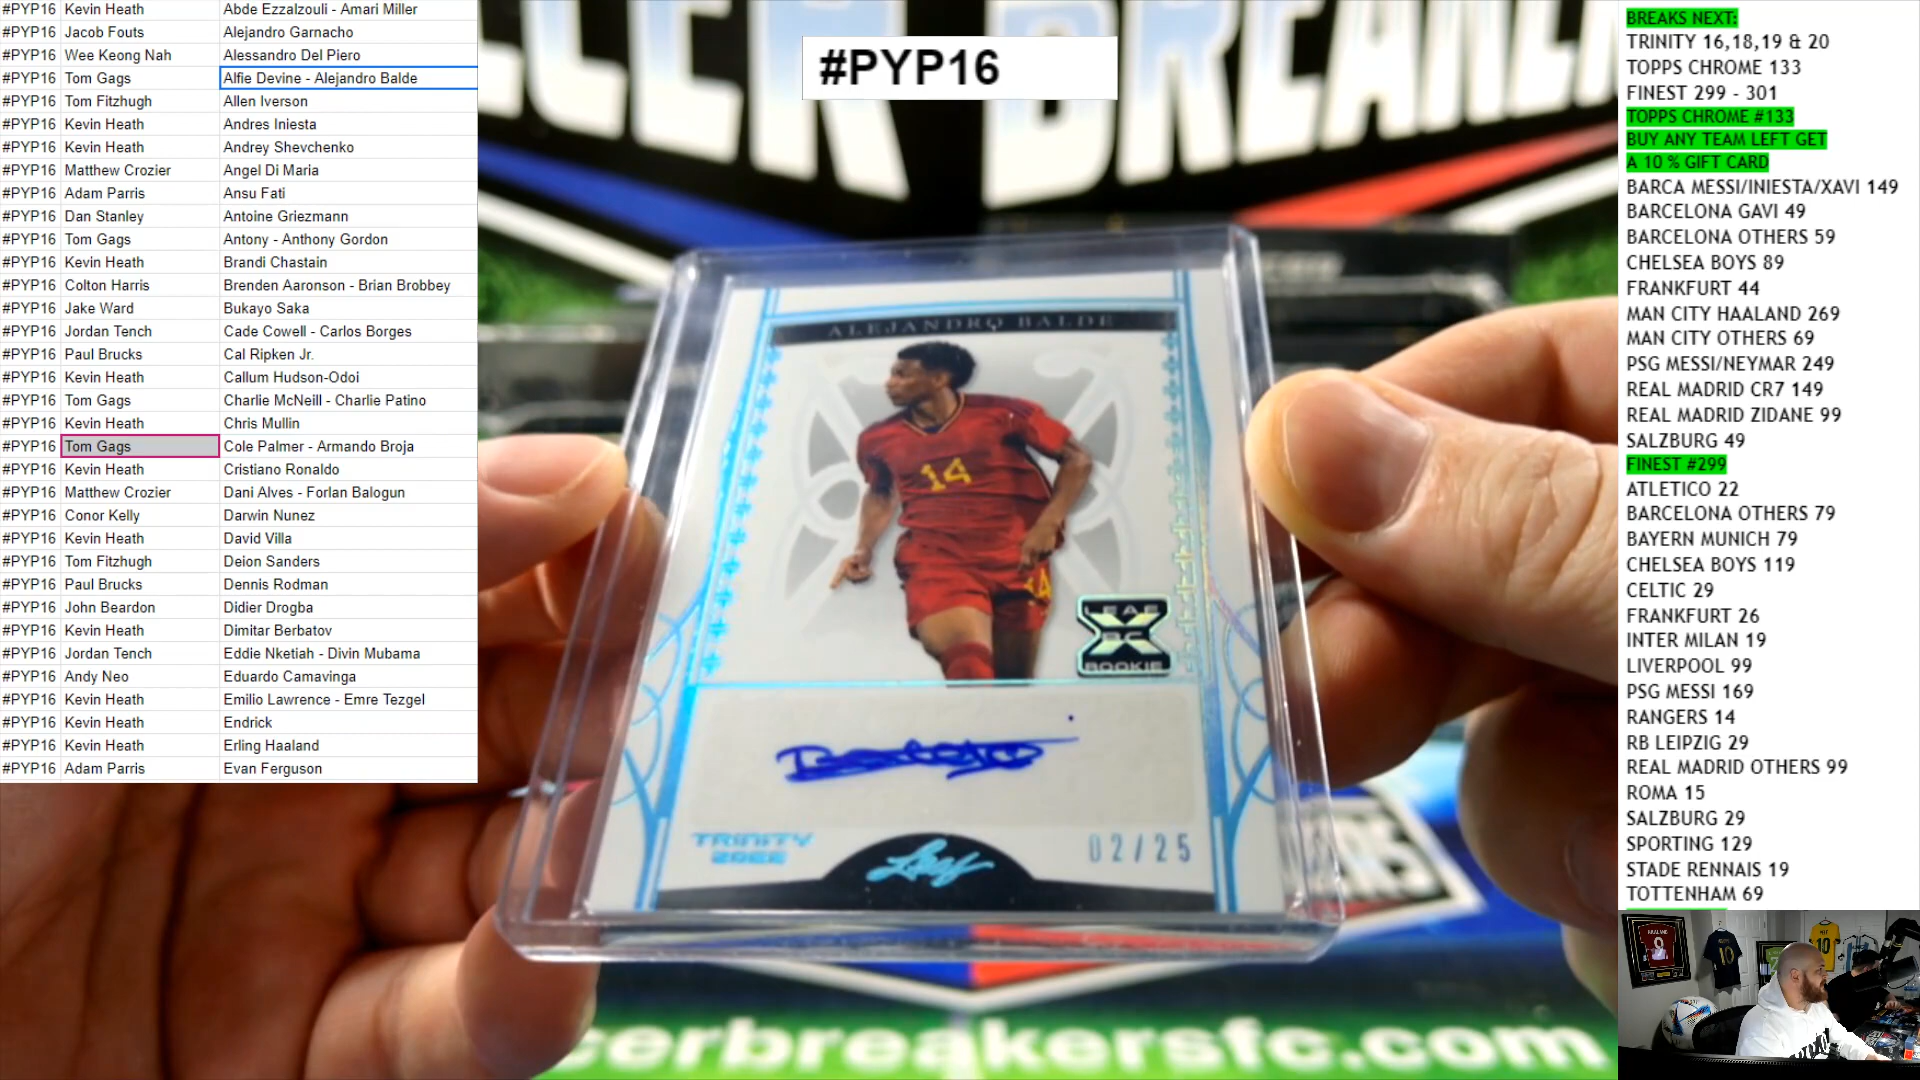 #PYP16 Kevin Heath Abde Ezzalzouli - Amari Miller
#PYP16 Jacob Fouts Alejandro Garnacho
#PYP16 Wee Keong Nah Alessandro Del Piero
#PYP16 Tom Gags Alfie Devine - Alejandro Balde
#PYP16 Tom Fitzhugh Allen Iverson
#PYP16 Kevin Heath Andres Iniesta
#PYP16 Kevin Heath Andrey Shevchenko
#PYP16 Matthew Crozier Angel Di Maria
#PYP16 Adam Parris Ansu Fati
#PYP16 Dan Stanley Antoine Griezmann
#PYP16 Tom Gags Antony - Anthony Gordon
#PYP16 Kevin Heath Brandi Chastain
#PYP16 Colton Harris Brenden Aaronson - Brian Brobbey
#PYP16 Jake Ward Bukayo Saka
#PYP16 Jordan Tench Cade Cowell - Carlos Borges
#PYP16 Paul Brucks Cal Ripken Jr.
#PYP16 Kevin Heath Callum Hudson-Odoi
#PYP16 Tom Gags Charlie McNeill - Charlie Patino
#PYP16 Kevin Heath Chris Mullin
#PYP16 Tom Gags Cole Palmer - Armando Broja
#PYP16 Kevin Heath Cristiano Ronaldo
#PYP16 Matthew Crozier Dani Alves - Forlan Balogun
#PYP16 Conor Kelly Darwin Nunez
#PYP16 Kevin Heath David Villa
#PYP16 Tom Fitzhugh Deion Sanders
#PYP16 Paul Brucks Dennis Rodman
#PYP16 John Beardon Didier Drogba
#PYP16 Kevin Heath Dimitar Berbatov
#PYP16 Jordan Tench Eddie Nketiah - Divin Mubama
#PYP16 Andy Neo Eduardo Camavinga
#PYP16 Kevin Heath Emilio Lawrence - Emre Tezgel
#PYP16 Kevin Heath Endrick
#PYP16 Kevin Heath Erling Haaland
#PYP16 Adam Parris Evan Ferguson
#PYP16
ALEJANDRO BALDE
14
LEAF
RC
ROOKIE
TRINITY
2022
Leaf
02/25
cerbreakersfc.com
BREAKS NEXT:
TRINITY 16,18,19 & 20
TOPPS CHROME 133
FINEST 299 - 301
TOPPS CHROME #133
BUY ANY TEAM LEFT GET
A 10 % GIFT CARD
BARCA MESSI/INIESTA/XAVI 149
BARCELONA GAVI 49
BARCELONA OTHERS 59
CHELSEA BOYS 89
FRANKFURT 44
MAN CITY HAALAND 269
MAN CITY OTHERS 69
PSG MESSI/NEYMAR 249
REAL MADRID CR7 149
REAL MADRID ZIDANE 99
SALZBURG 49
FINEST #299
ATLETICO 22
BARCELONA OTHERS 79
BAYERN MUNICH 79
CHELSEA BOYS 119
CELTIC 29
FRANKFURT 26
INTER MILAN 19
LIVERPOOL 99
PSG MESSI 169
RANGERS 14
RB LEIPZIG 29
REAL MADRID OTHERS 99
ROMA 15
SALZBURG 29
SPORTING 129
STADE RENNAIS 19
TOTTENHAM 69
HAALAND
9
10
10